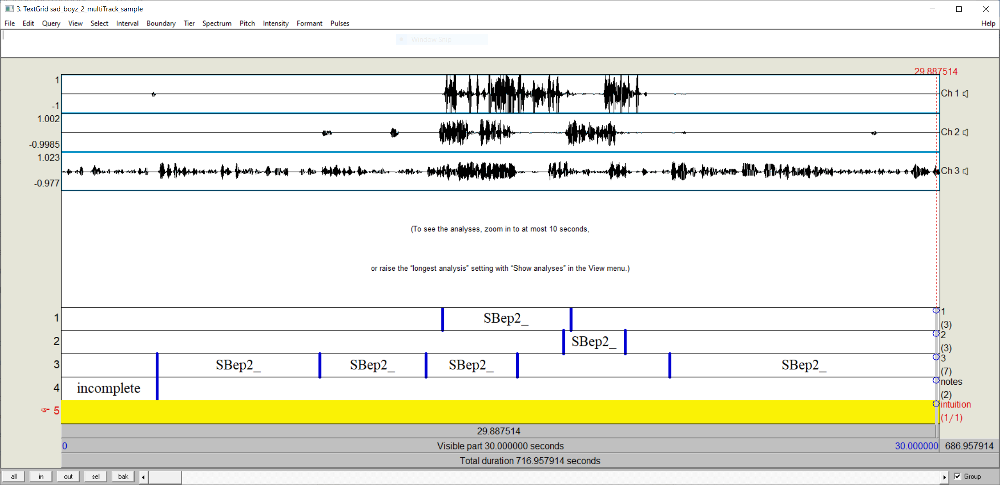 3. TextGrid sad_boyz_2_multiTrack_sample
File Edit Query View Select Interval Boundary Tier Spectrum Pitch Intensity Formant Pulses Help
Window Snip
29.887514
1
-1
Ch 1
1.002
-0.9985
Ch 2
1.023
-0.977
Ch 3
(To see the analyses, zoom in to at most 10 seconds,
or raise the “longest analysis” setting with “Show analyses” in the View menu.)
1 SBep2_ 1
(3)
2 SBep2_ 2
(3)
3 SBep2_ SBep2_ SBep2_ SBep2_ 3
(7)
4 incomplete notes
(2)
☞ 5 intuition
(1/1)
29.887514
0 Visible part 30.000000 seconds 30.000000 686.957914
Total duration 716.957914 seconds
all in out sel bak Group